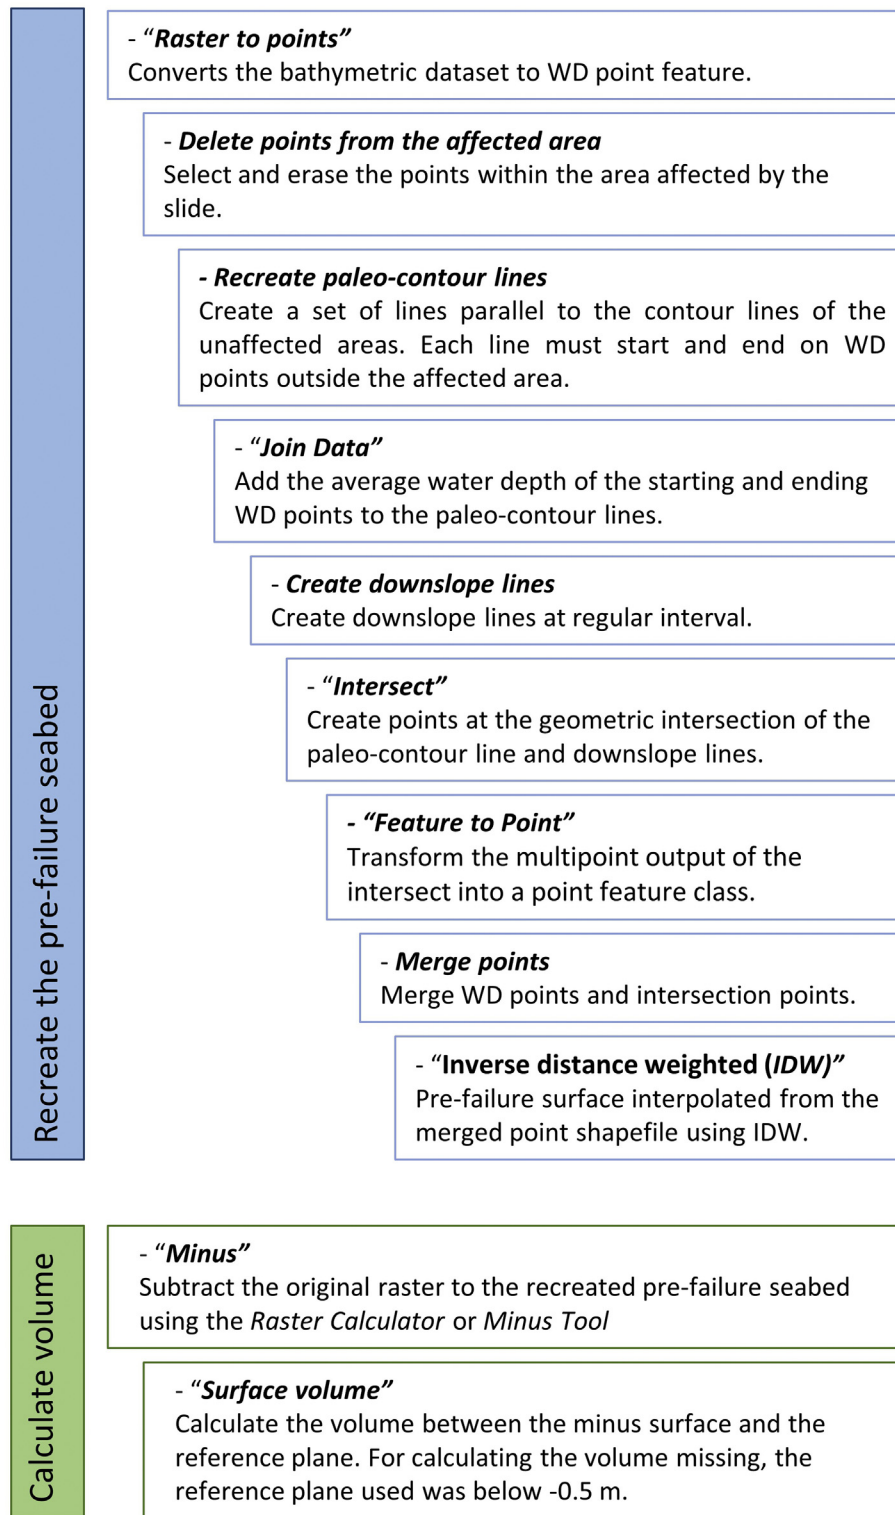 Recreate the pre-failure seabed
- “Raster to points”
Converts the bathymetric dataset to WD point feature.
- Delete points from the affected area
Select and erase the points within the area affected by the
slide.
- Recreate paleo-contour lines
Create a set of lines parallel to the contour lines of the
unaffected areas. Each line must start and end on WD
points outside the affected area.
- “Join Data”
Add the average water depth of the starting and ending
WD points to the paleo-contour lines.
- Create downslope lines
Create downslope lines at regular interval.
- “Intersect”
Create points at the geometric intersection of the
paleo-contour line and downslope lines.
- “Feature to Point”
Transform the multipoint output of the
intersect into a point feature class.
- Merge points
Merge WD points and intersection points.
- “Inverse distance weighted (IDW)”
Pre-failure surface interpolated from the
merged point shapefile using IDW.
Calculate volume
- “Minus”
Subtract the original raster to the recreated pre-failure seabed
using the Raster Calculator or Minus Tool
- “Surface volume”
Calculate the volume between the minus surface and the
reference plane. For calculating the volume missing, the
reference plane used was below -0.5 m.